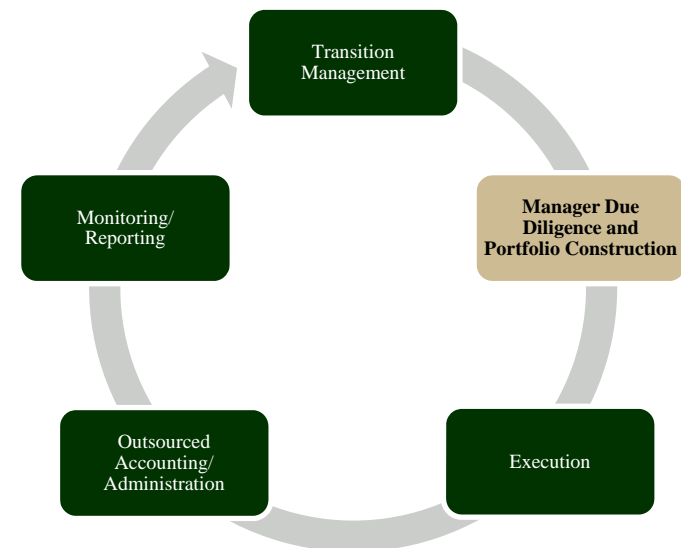 Transition
Management
Manager Due
Diligence and
Portfolio Construction
Execution
Outsourced
Accounting/
Administration
Monitoring/
Reporting